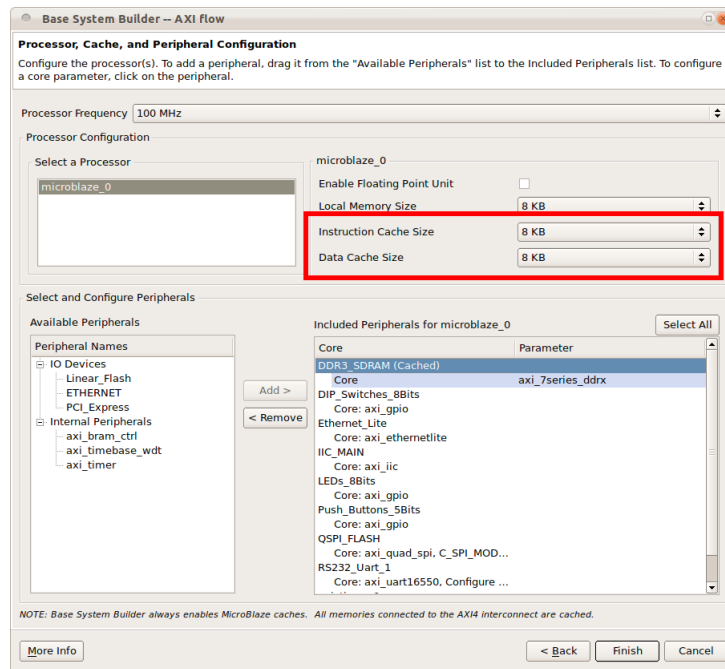 Base System Builder -- AXI flow
Processor, Cache, and Peripheral Configuration
Configure the processor(s). To add a peripheral, drag it from the "Available Peripherals" list to the Included Peripherals list. To configure
a core parameter, click on the peripheral.
Processor Frequency 100 MHz
Processor Configuration
Select a Processor
microblaze_0
microblaze_0
Enable Floating Point Unit
Local Memory Size 8 KB
Instruction Cache Size 8 KB
Data Cache Size 8 KB
Select and Configure Peripherals
Available Peripherals
Peripheral Names
IO Devices
Linear_Flash
ETHERNET
PCI_Express
Internal Peripherals
axi_bram_ctrl
axi_timebase_wdt
axi_timer
Add >
< Remove
Included Peripherals for microblaze_0 Select All
Core Parameter
DDR3_SDRAM (Cached)
Core axi_7series_ddrx
DIP_Switches_8Bits
Core: axi_gpio
Ethernet_Lite
Core: axi_ethernetlite
IIC_MAIN
Core: axi_iic
LEDs_8Bits
Core: axi_gpio
Push_Buttons_5Bits
Core: axi_gpio
QSPI_FLASH
Core: axi_quad_spi, C_SPI_MOD...
RS232_Uart_1
Core: axi_uart16550, Configure ...
NOTE: Base System Builder always enables MicroBlaze caches. All memories connected to the AXI4 interconnect are cached.
More Info < Back Finish Cancel